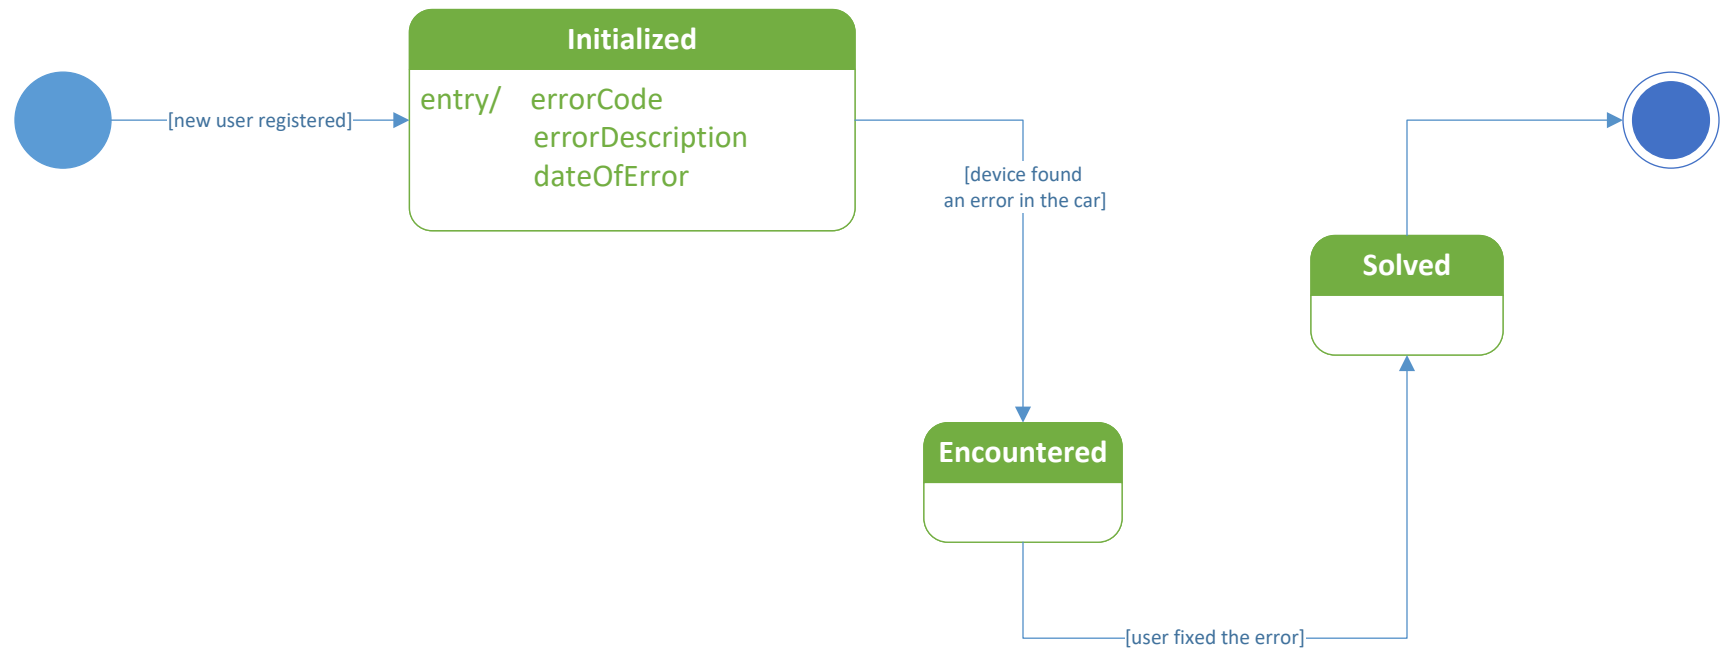 Initialized
entry/ errorCode
errorDescription
dateOfError
[new user registered]
[device found
an error in the car]
Solved
Encountered
[user fixed the error]